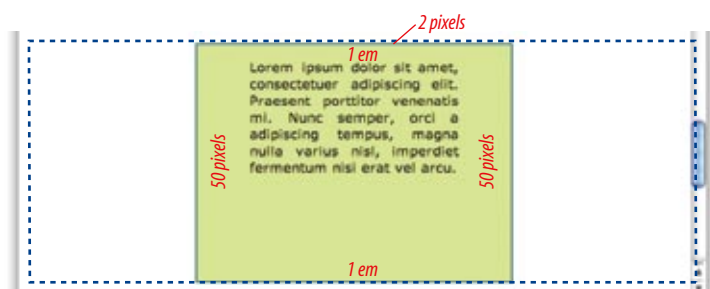 2 pixels
1 em
Lorem ipsum dolor sit amet,
consectetuer adipiscing elit.
Praesent porttitor venenatis
mi. Nunc semper, orci a
adipiscing tempus, magna
nulla varius nisl, imperdiet
fermentum nisi erat vel arcu.
50 pixels
50 pixels
1 em